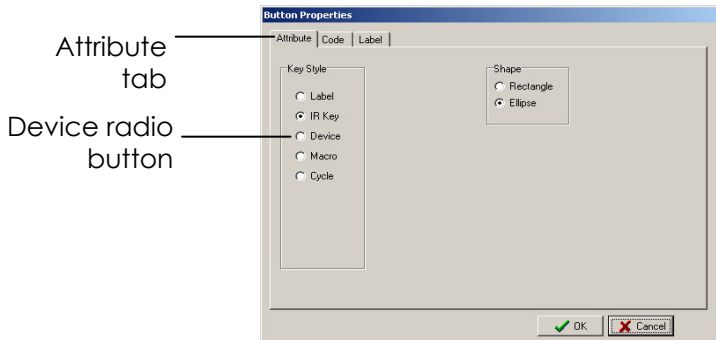 Button Properties
Attribute
tab
Attribute Code Label
Key Style
Shape
Label
Rectangle
IR Key
Ellipse
Device radio
button
Device
Macro
Cycle
OK Cancel